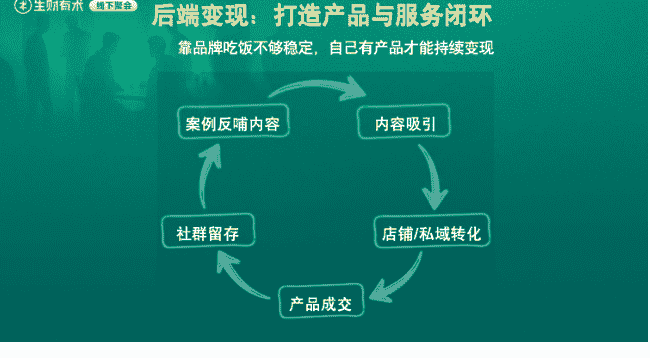 生财有术 线下聚会
后端变现：打造产品与服务闭环
靠品牌吃饭不够稳定，自己有产品才能持续变现
案例反哺内容
内容吸引
社群留存
店铺/私域转化
产品成交